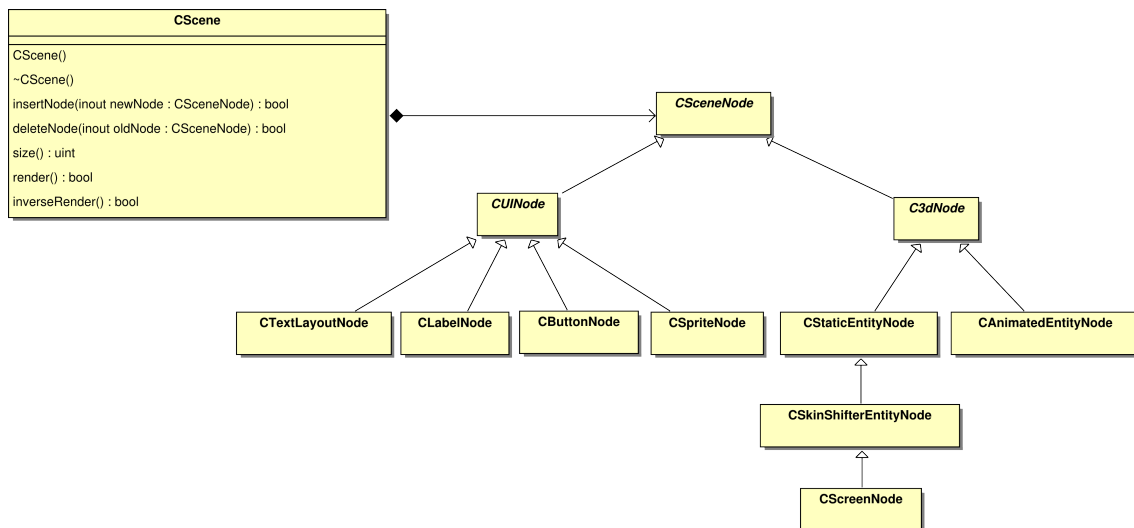 CScene
CScene()
~CScene()
insertNode(inout newNode : CSceneNode) : bool
deleteNode(inout oldNode : CSceneNode) : bool
size() : uint
render() : bool
inverseRender() : bool
CSceneNode
CUINode
C3dNode
CTextLayoutNode
CLabelNode
CButtonNode
CSpriteNode
CStaticEntityNode
CAnimatedEntityNode
CSkinShifterEntityNode
CScreenNode